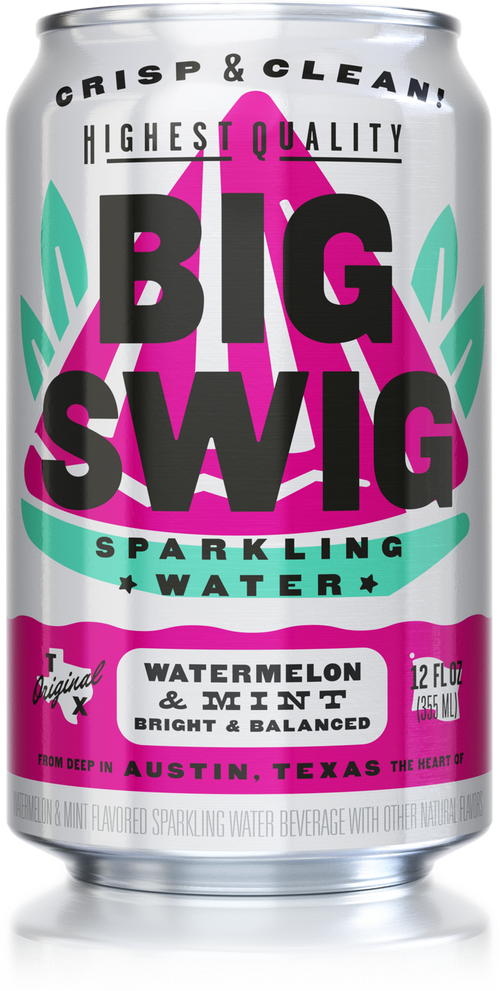 CRISP & CLEAN!
HIGHEST QUALITY
BIG
SWIG
SPARKLING
WATER
T
Original
X
WATERMELON
& MINT
BRIGHT & BALANCED
12 FL OZ
(355 ML)
FROM DEEP IN AUSTIN, TEXAS THE HEART OF
WATERMELON & MINT FLAVORED SPARKLING WATER BEVERAGE WITH OTHER NATURAL FLAVORS